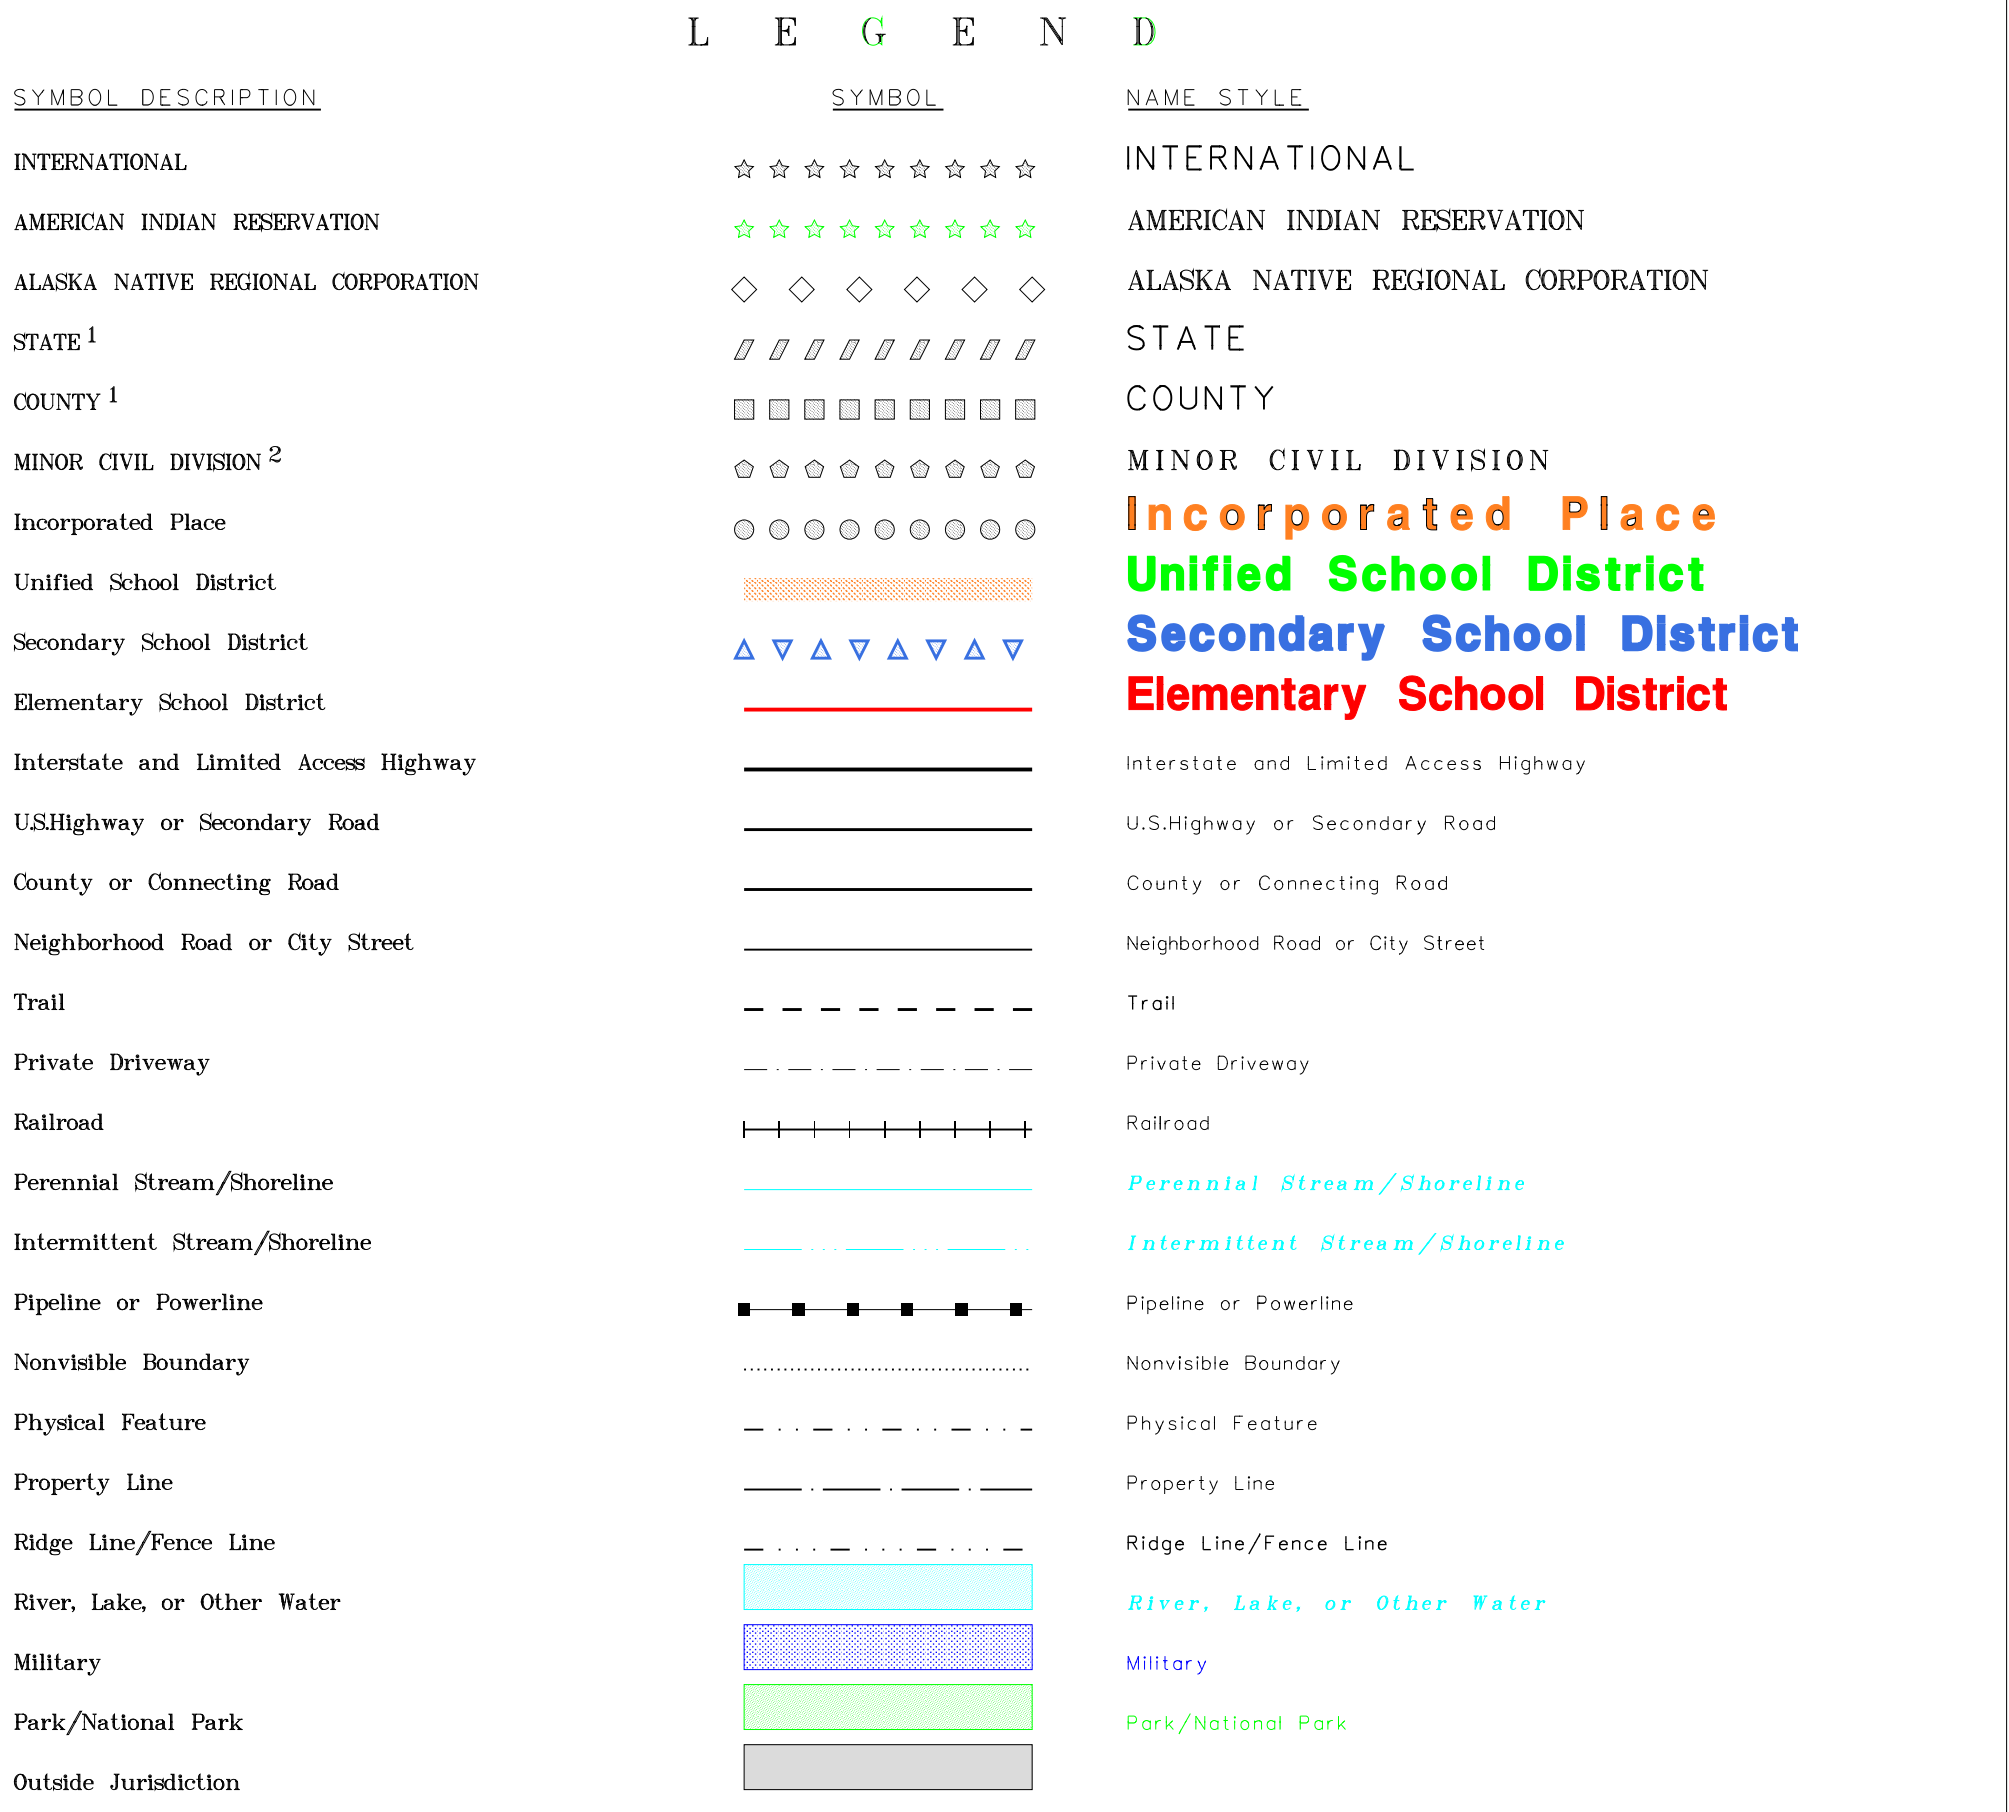 L E G E N D
SYMBOL DESCRIPTION SYMBOL NAME STYLE
INTERNATIONAL INTERNATIONAL
AMERICAN INDIAN RESERVATION AMERICAN INDIAN RESERVATION
ALASKA NATIVE REGIONAL CORPORATION ALASKA NATIVE REGIONAL CORPORATION
STATE 1 STATE
COUNTY 1 COUNTY
MINOR CIVIL DIVISION 2 MINOR CIVIL DIVISION
Incorporated Place Incorporated Place
Unified School District Unified School District
Secondary School District Secondary School District
Elementary School District Elementary School District
Interstate and Limited Access Highway Interstate and Limited Access Highway
U.S.Highway or Secondary Road U.S.Highway or Secondary Road
County or Connecting Road County or Connecting Road
Neighborhood Road or City Street Neighborhood Road or City Street
Trail Trail
Private Driveway Private Driveway
Railroad Railroad
Perennial Stream/Shoreline Perennial Stream/Shoreline
Intermittent Stream/Shoreline Intermittent Stream/Shoreline
Pipeline or Powerline Pipeline or Powerline
Nonvisible Boundary Nonvisible Boundary
Physical Feature Physical Feature
Property Line Property Line
Ridge Line/Fence Line Ridge Line/Fence Line
River, Lake, or Other Water River, Lake, or Other Water
Military Military
Park/National Park Park/National Park
Outside Jurisdiction